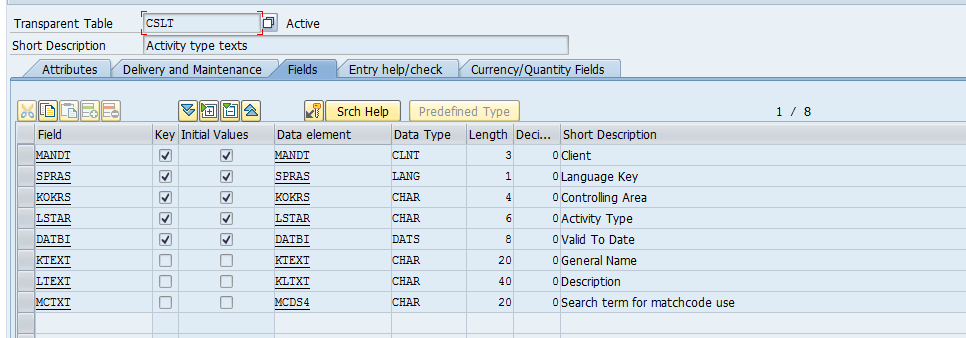 Transparent Table CSLT Active
Short Description Activity type texts
Attributes Delivery and Maintenance Fields Entry help/check Currency/Quantity Fields
Srch Help Predefined Type 1 / 8
Field Key Initial Values Data element Data Type Length Deci... Short Description
MANDT MANDT CLNT 3 0 Client
SPRAS SPRAS LANG 1 0 Language Key
KOKRS KOKRS CHAR 4 0 Controlling Area
LSTAR LSTAR CHAR 6 0 Activity Type
DATBI DATBI DATS 8 0 Valid To Date
KTEXT KTEXT CHAR 20 0 General Name
LTEXT KLTXT CHAR 40 0 Description
MCTXT MCDS4 CHAR 20 0 Search term for matchcode use